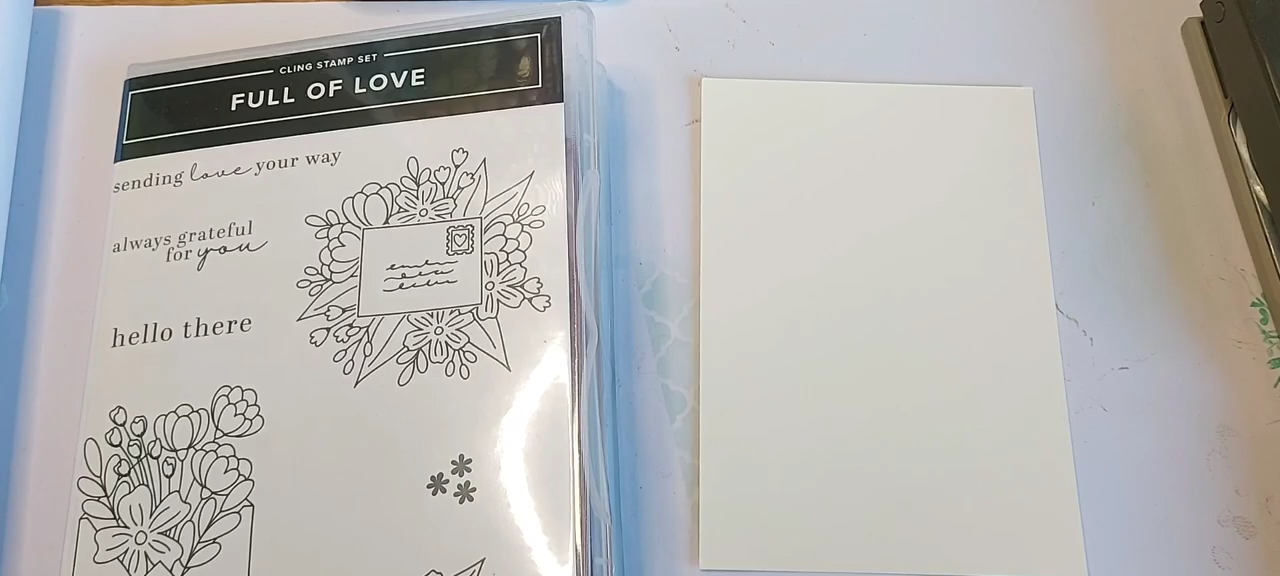 CLING STAMP SET
FULL OF LOVE
sending love your way
always grateful
for you
hello there